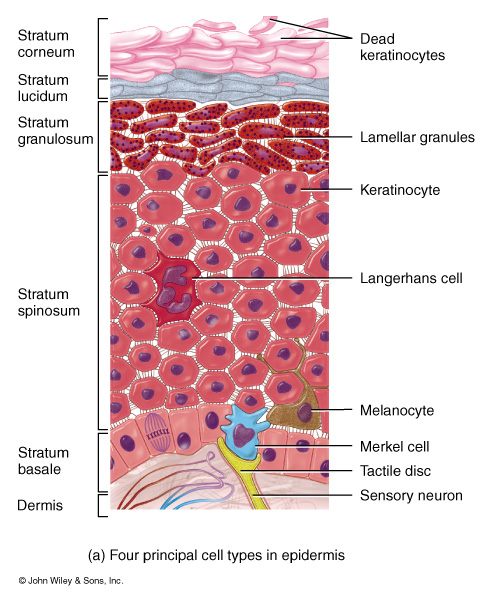 Stratum
corneum
Dead
keratinocytes
Stratum
lucidum
Stratum
granulosum
Lamellar granules
Keratinocyte
Langerhans cell
Stratum
spinosum
Melanocyte
Merkel cell
Stratum
basale
Tactile disc
Sensory neuron
Dermis
(a) Four principal cell types in epidermis
© John Wiley & Sons, Inc.